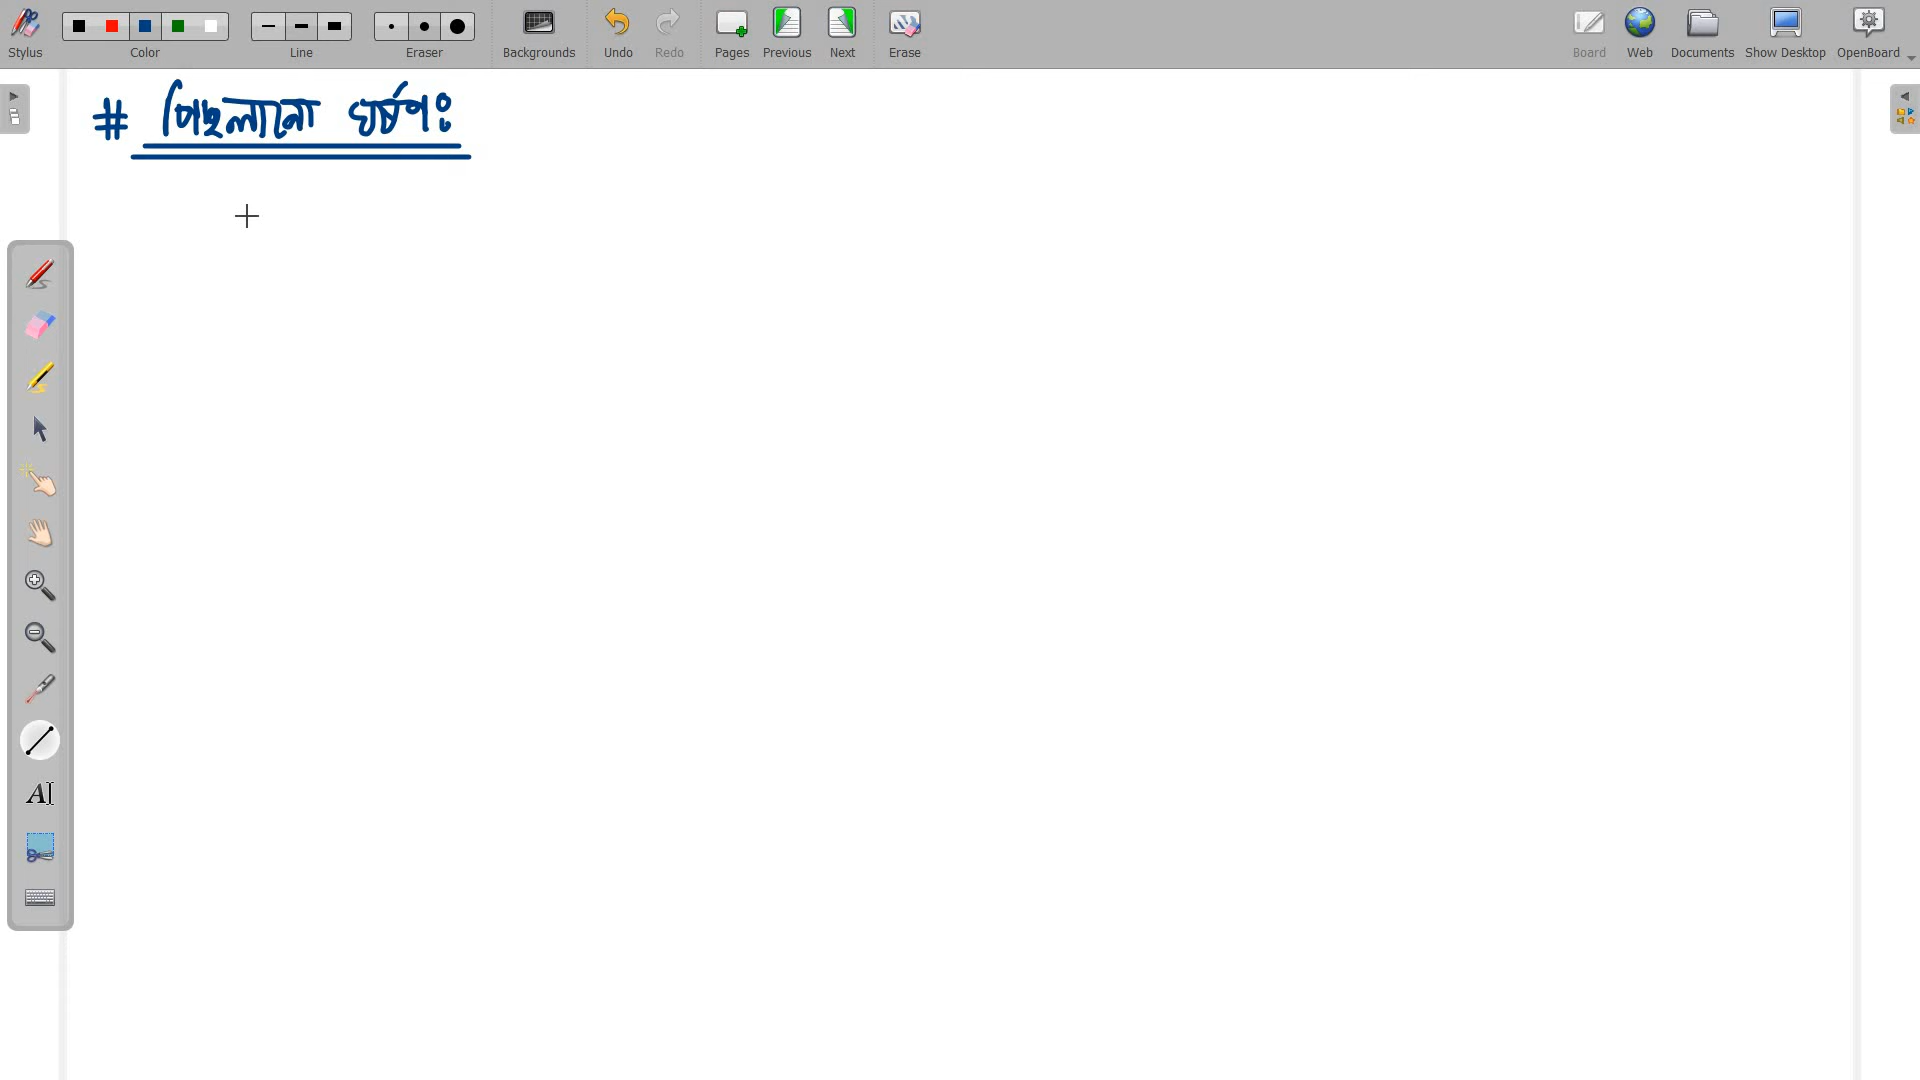 Stylus Color Line Eraser Backgrounds Undo Redo Pages Previous Next Erase Board Web Documents Show Desktop OpenBoard
# পিছলানো ঘর্ষণঃ